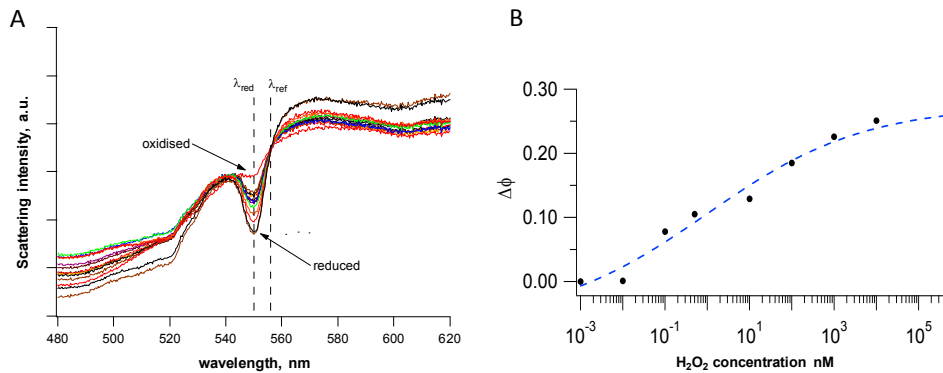 A
Scattering intensity, a.u.
λred
λref
oxidised
reduced
480
500
520
540
560
580
600
620
wavelength, nm
B
Δϕ
0.30
0.20
0.10
0.00
10⁻³
10⁻¹
10¹
10³
10⁵
H₂O₂ concentration nM